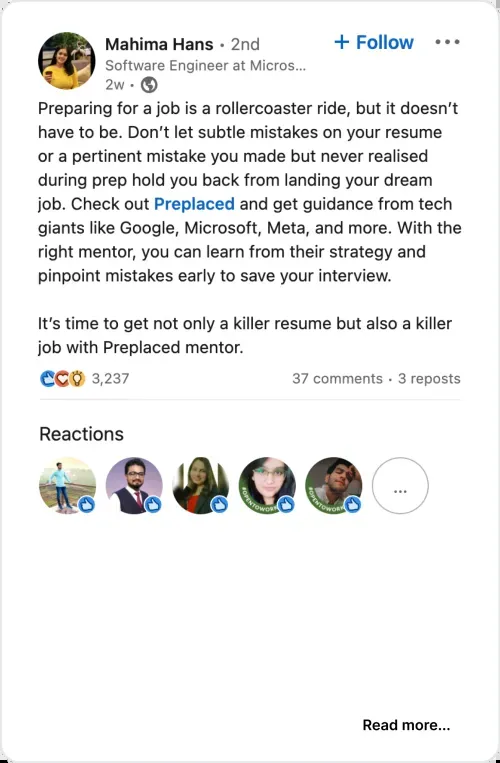 Mahima Hans • 2nd
+ Follow •••
Software Engineer at Micros...
2w •
Preparing for a job is a rollercoaster ride, but it doesn’t
have to be. Don’t let subtle mistakes on your resume
or a pertinent mistake you made but never realised
during prep hold you back from landing your dream
job. Check out Preplaced and get guidance from tech
giants like Google, Microsoft, Meta, and more. With the
right mentor, you can learn from their strategy and
pinpoint mistakes early to save your interview.
It’s time to get not only a killer resume but also a killer
job with Preplaced mentor.
3,237
37 comments • 3 reposts
Reactions
#OPENTOWORK
#OPENTOWORK
...
Read more...